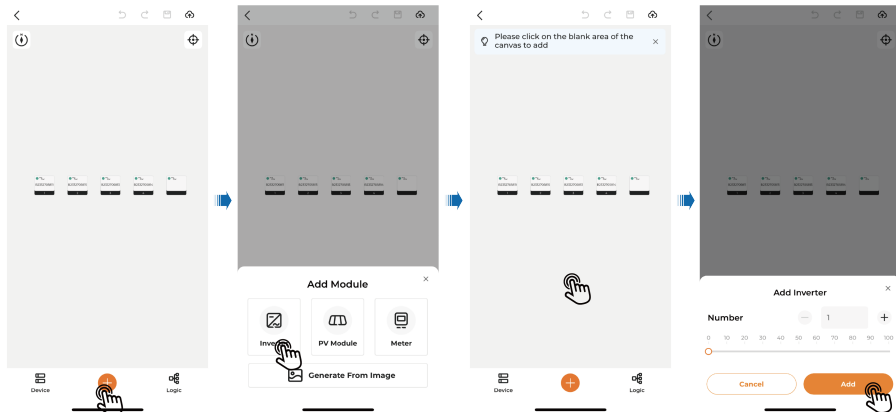 Device
Logic
Add Module
PV Module
Meter
Generate From Image
Please click on the blank area of the
canvas to add
Device
Logic
Add Inverter
Number
1
0 10 20 30 40 50 60 70 80 90 100
Cancel
Add